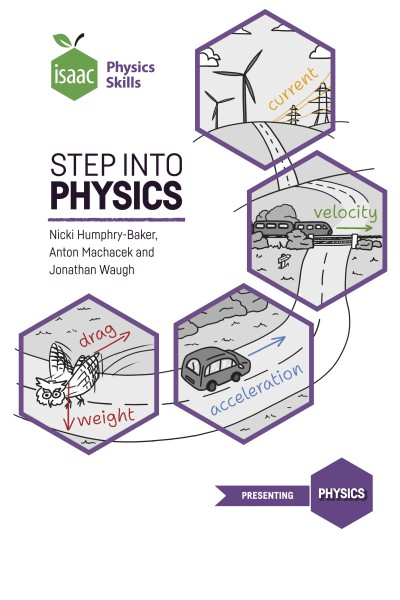 isaac
Physics
Skills
current
STEP INTO
PHYSICS
velocity
Nicki Humphry-Baker,
Anton Machacek and
Jonathan Waugh
drag
weight
acceleration
PRESENTING
PHYSICS